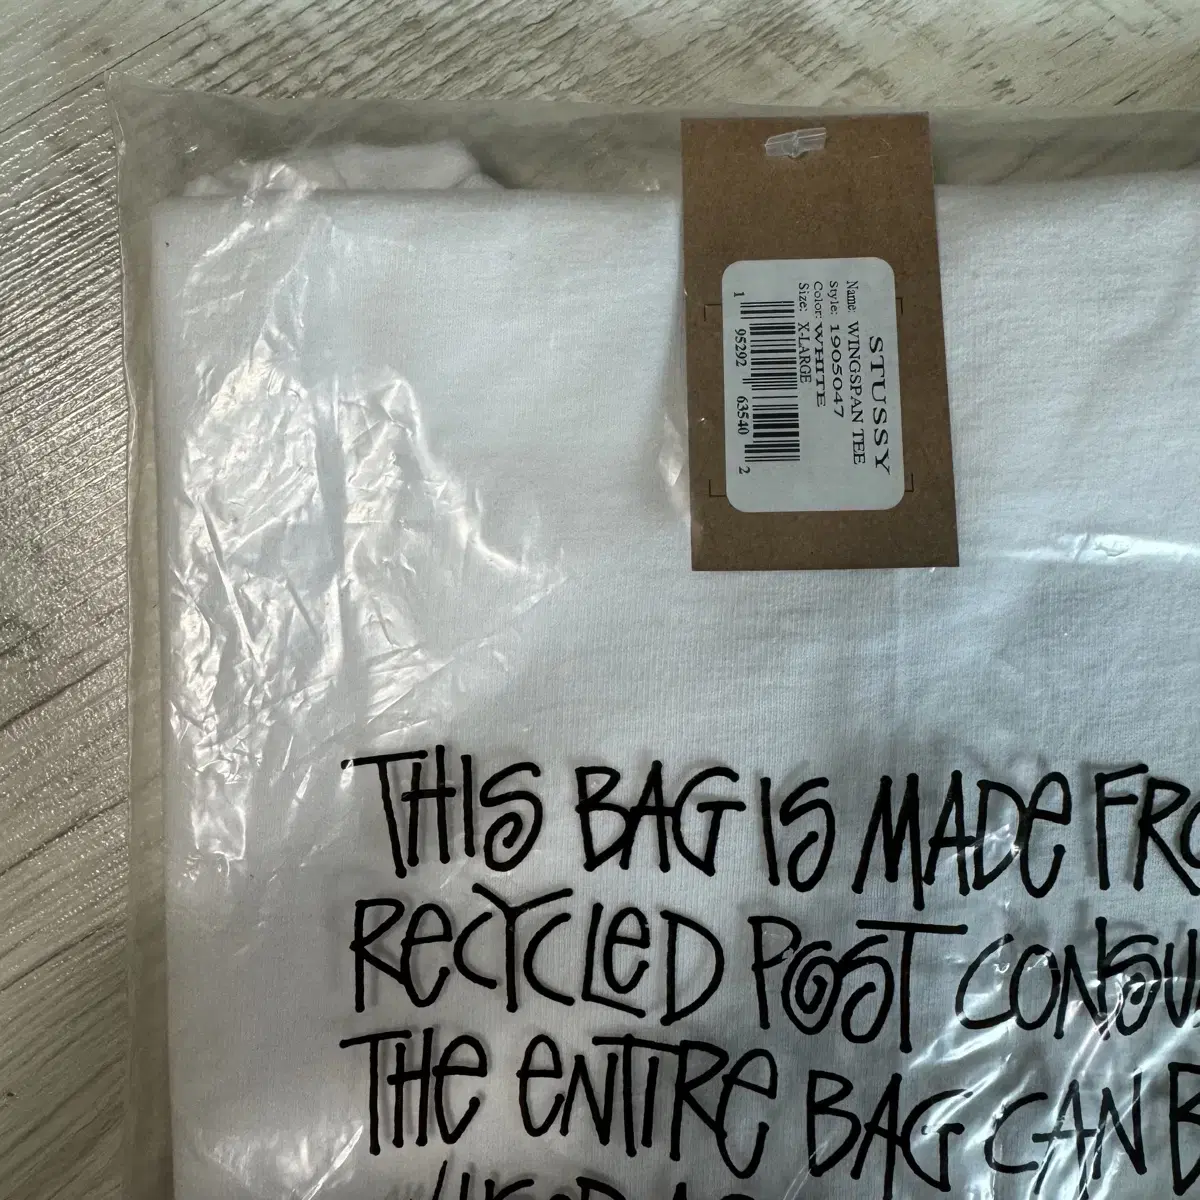 STUSSY
Name: WINGSPAN TEE
Style: 1905047
Color: WHITE
Size: X-LARGE
1 95292 63540 2
THIS BAG IS MADE FRO
RECYCLED POST CONSU
THE ENTIRE BAG CAN B